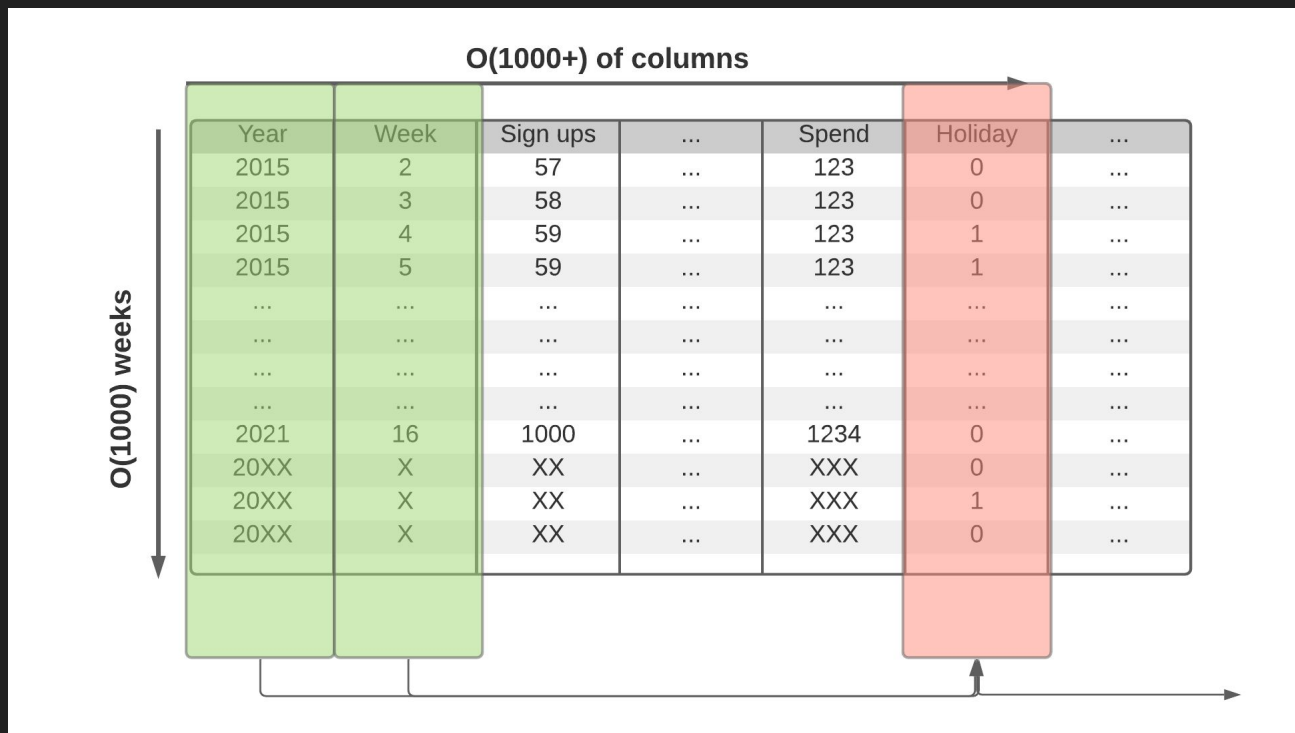 O(1000+) of columns
O(1000) weeks
Year Week Sign ups ... Spend Holiday ...
2015 2 57 ... 123 0 ...
2015 3 58 ... 123 0 ...
2015 4 59 ... 123 1 ...
2015 5 59 ... 123 1 ...
... ... ... ... ... ... ...
... ... ... ... ... ... ...
... ... ... ... ... ... ...
... ... ... ... ... ... ...
2021 16 1000 ... 1234 0 ...
20XX X XX ... XXX 0 ...
20XX X XX ... XXX 1 ...
20XX X XX ... XXX 0 ...